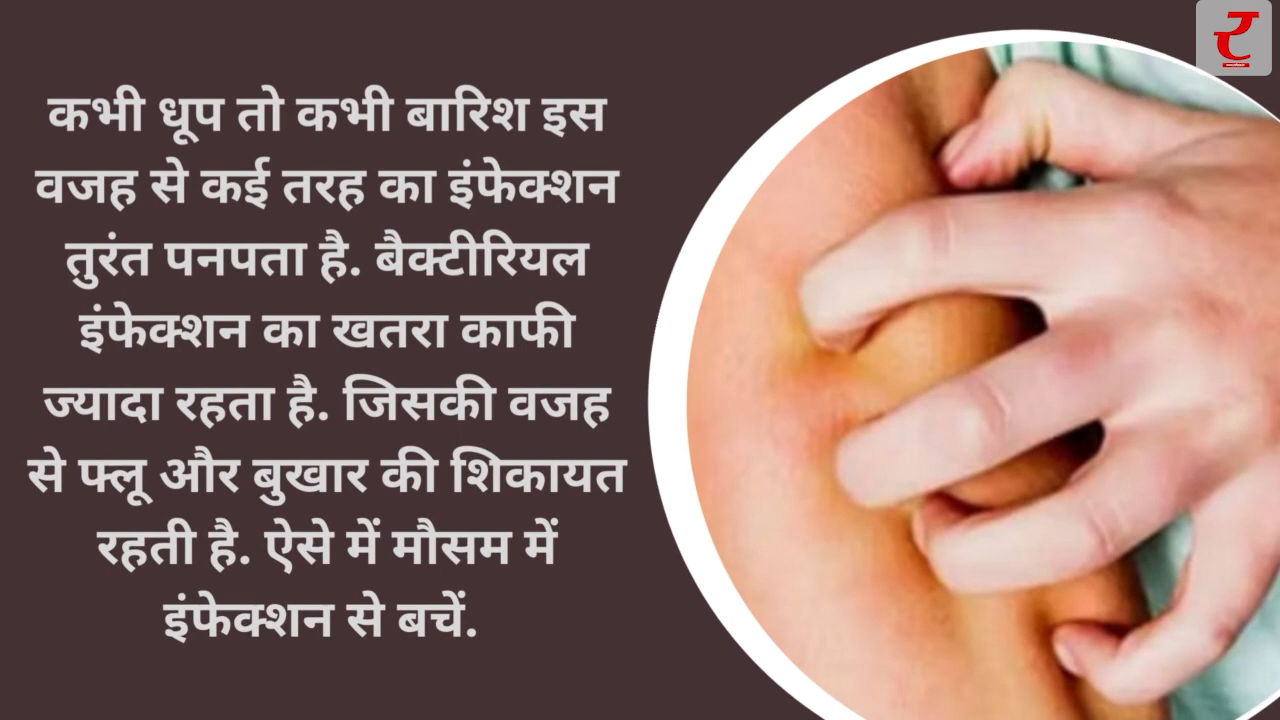 कभी धूप तो कभी बारिश इस
वजह से कई तरह का इंफेक्शन
तुरंत पनपता है. बैक्टीरियल
इंफेक्शन का खतरा काफी
ज्यादा रहता है. जिसकी वजह
से फ्लू और बुखार की शिकायत
रहती है. ऐसे में मौसम में
इंफेक्शन से बचें.
ट